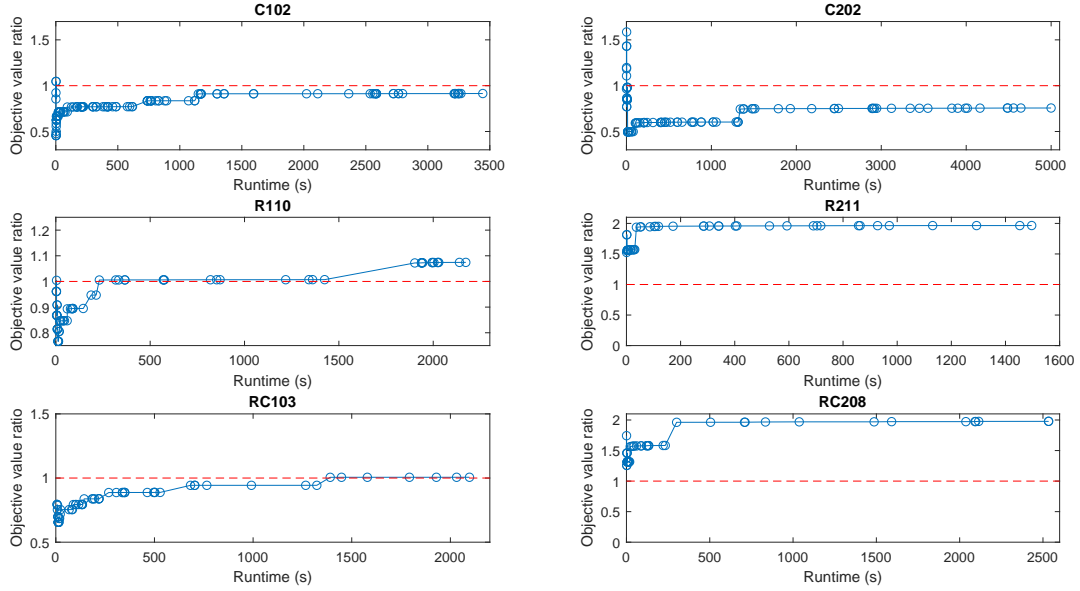 C102
Objective value ratio
1.5
1
0.5
0 500 1000 1500 2000 2500 3000 3500
Runtime (s)
C202
Objective value ratio
1.5
1
0.5
0 1000 2000 3000 4000 5000
Runtime (s)
R110
Objective value ratio
1.2
1.1
1
0.9
0.8
0 500 1000 1500 2000
Runtime (s)
R211
Objective value ratio
2
1.5
1
0.5
0
0 200 400 600 800 1000 1200 1400 1600
Runtime (s)
RC103
Objective value ratio
1.5
1
0.5
0 500 1000 1500 2000
Runtime (s)
RC208
Objective value ratio
2
1.5
1
0.5
0
0 500 1000 1500 2000 2500
Runtime (s)